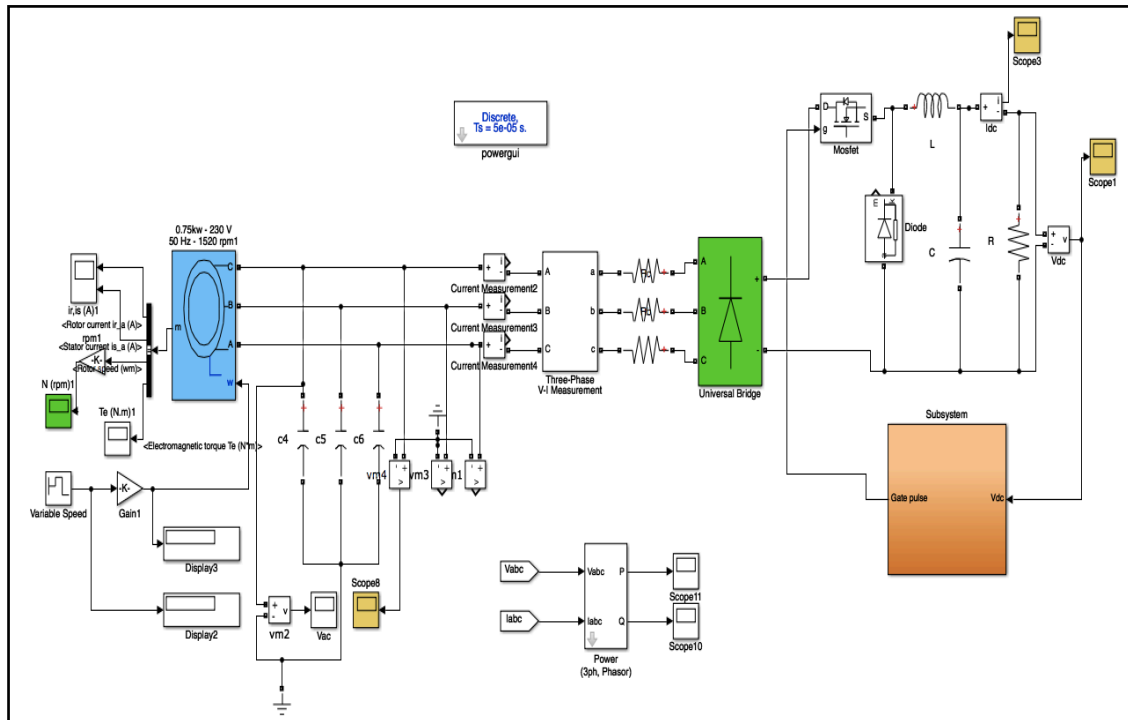 Scope3
Discrete,
Ts = 5e-05 s.
powergui
D
S
g
Mosfet
L
+
i
-
Idc
Scope1
m
Diode
C
R
+
-
v
Vdc
0.75kw - 230 V
50 Hz - 1520 rpm1
C
B
A
m
w
ir,is (A)1
<Rotor current ir_a (A)>
rpm1
<Stator current is_a (A)>
-K-
<Rotor speed (wm)>
N (rpm)1
Te (N.m)1
<Electromagnetic torque Te (N*m)>
+
i
-
Current Measurement2
+
i
-
Current Measurement3
+
i
-
Current Measurement4
A
a
B
b
C
c
Three-Phase
V-I Measurement
A
B
C
+
-
Universal Bridge
c4
c5
c6
vm4
vm3
Variable Speed
-K-
Gain1
Display3
Display2
+
-
v
vm2
Vac
Scope8
Vabc
Iabc
Vabc
P
Iabc
Q
Power
(3ph, Phasor)
Scope11
Scope10
Subsystem
Gate pulse
Vdc